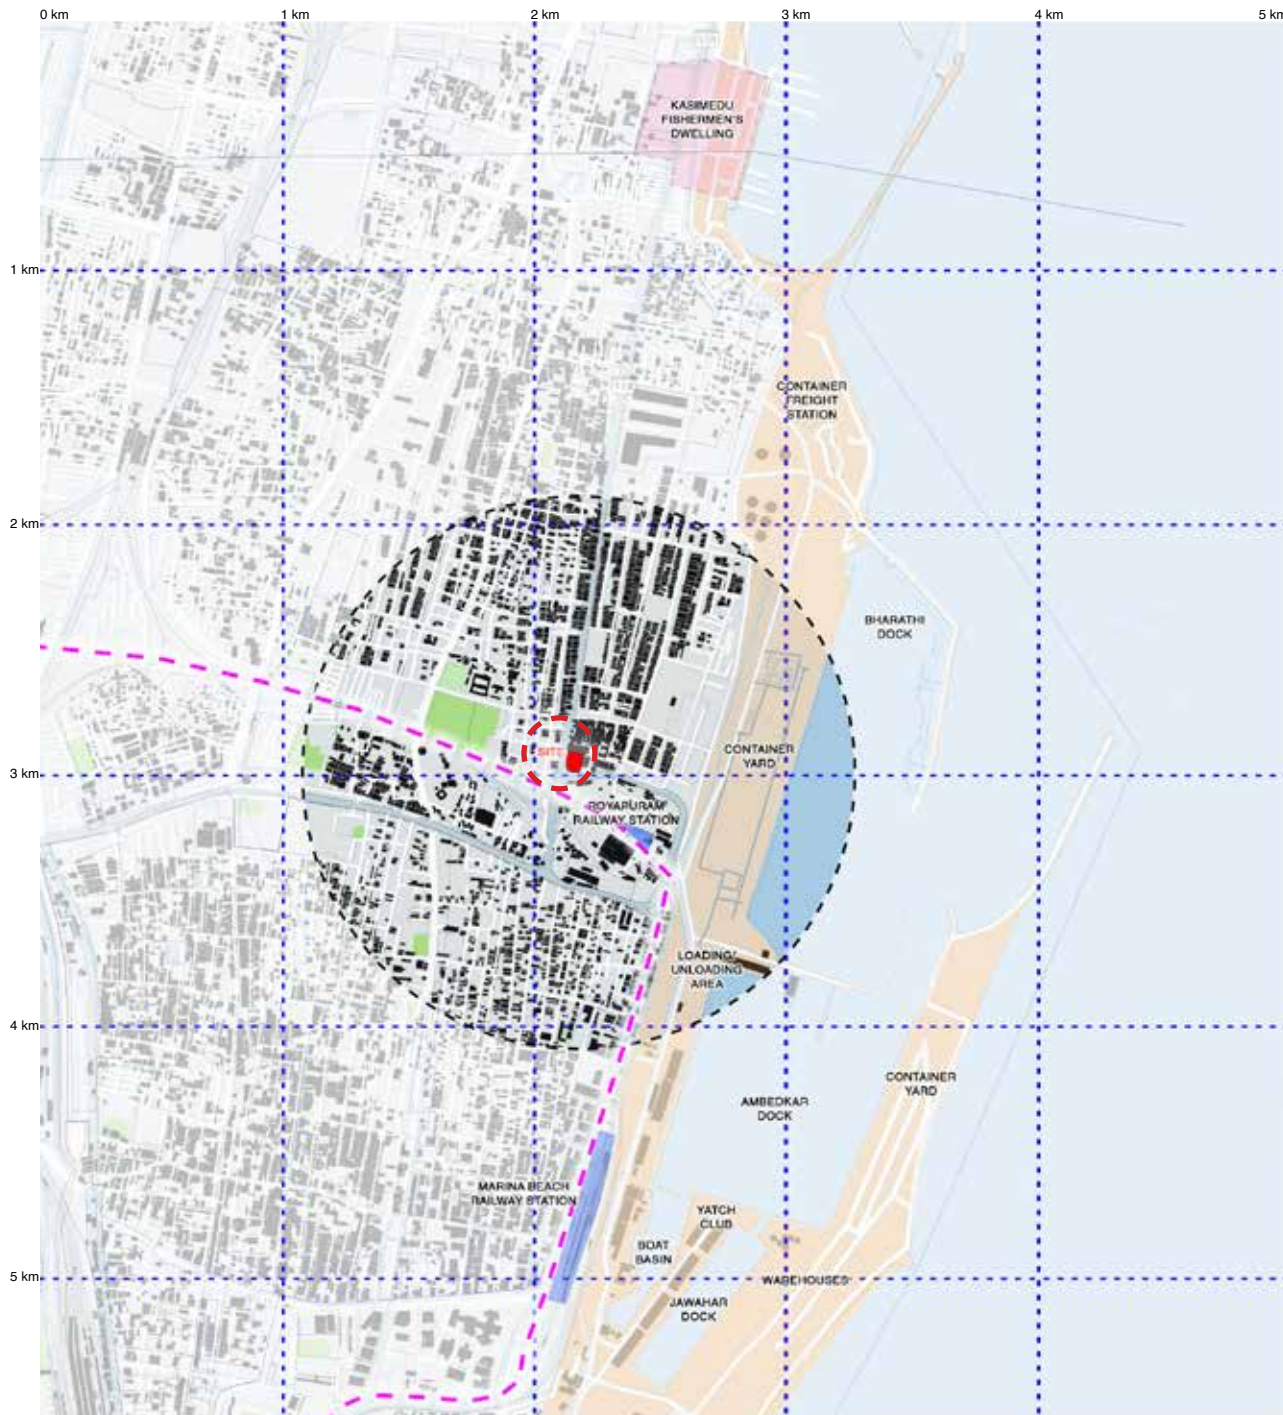 0 km
1 km
2 km
3 km
4 km
5 km
KASIMEDU
FISHERMEN'S
DWELLING
1 km
CONTAINER
FREIGHT
STATION
2 km
BHARATHI
DOCK
SITE
CONTAINER
YARD
3 km
ROYAPURAM
RAILWAY STATION
LOADING/
UNLOADING
AREA
4 km
CONTAINER
YARD
AMBEDKAR
DOCK
MARINA BEACH
RAILWAY STATION
YATCH
CLUB
BOAT
BASIN
5 km
WAREHOUSES
JAWAHAR
DOCK